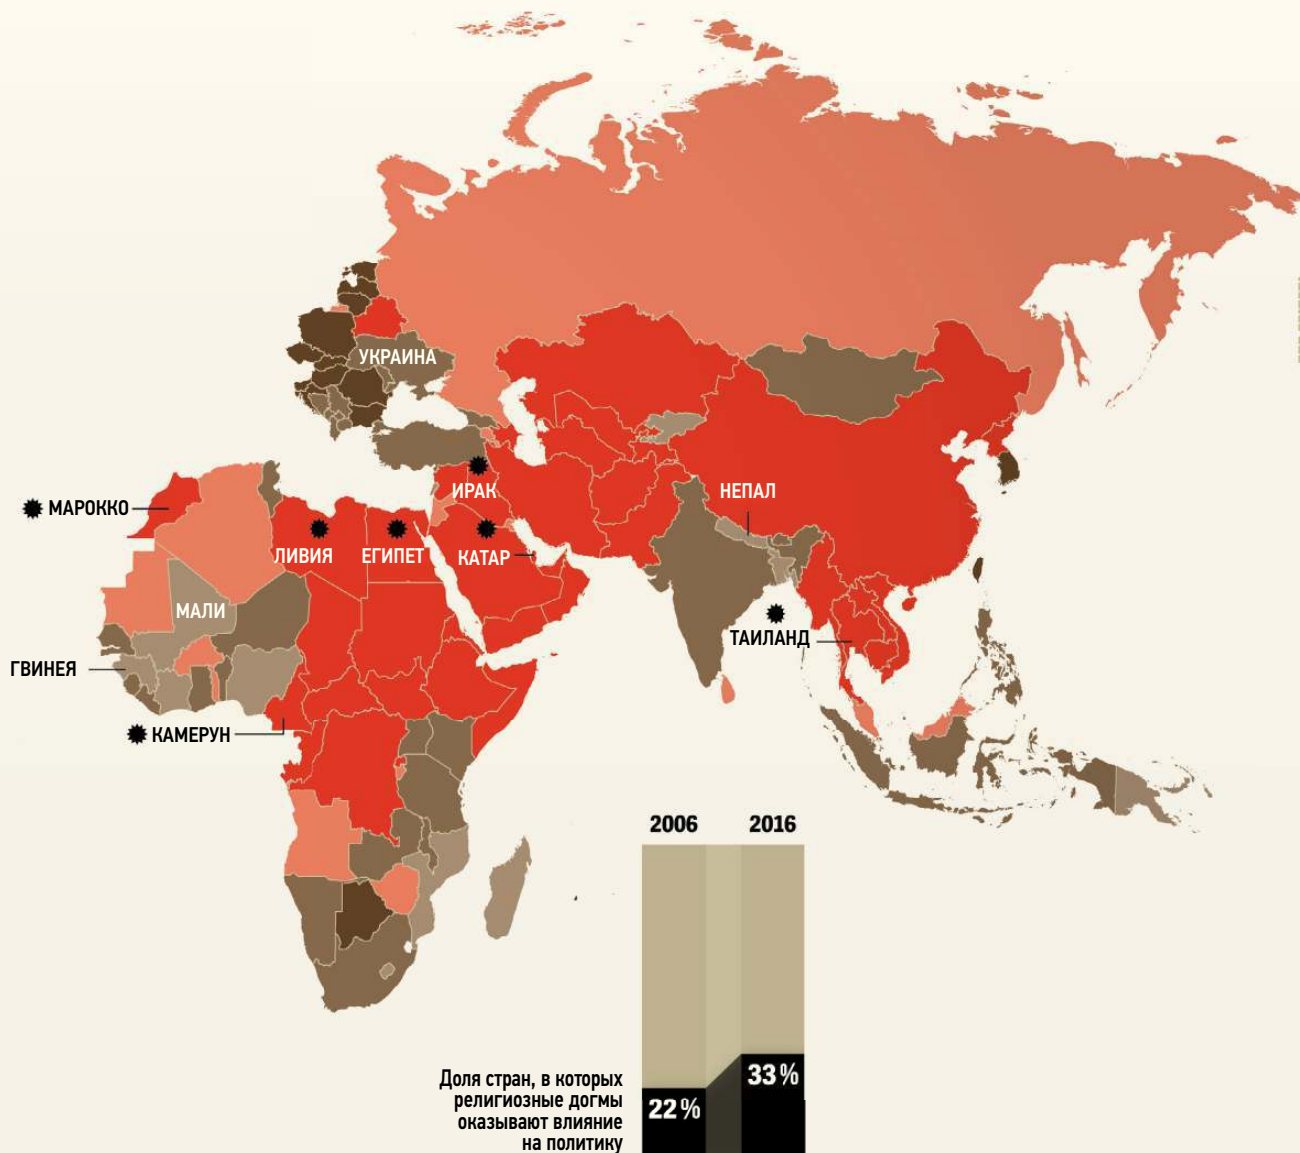 УКРАИНА
ИРАК
НЕПАЛ
МАРОККО
ЛИВИЯ
ЕГИПЕТ
КАТАР
МАЛИ
ТАИЛАНД
ГВИНЕЯ
КАМЕРУН
2006 2016
33%
22%
Доля стран, в которых
религиозные догмы
оказывают влияние
на политику